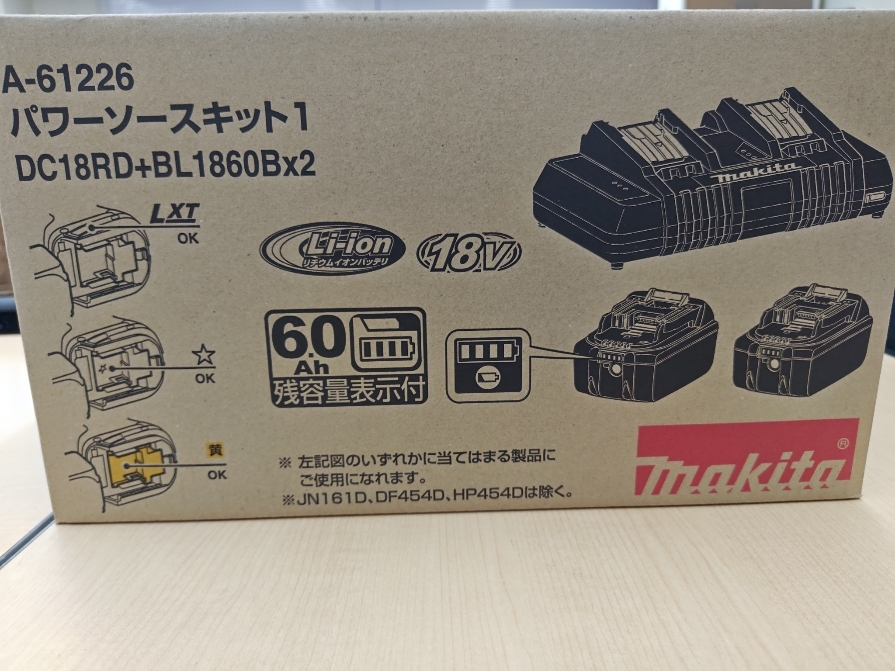 A-61226
パワーソースキット1
DC18RD+BL1860Bx2
makita
LXT
OK
Li-ion
リチウムイオンバッテリ
18V
6.0
Ah
残容量表示付
☆
OK
黄
OK
※ 左記図のいずれかに当てはまる製品に
ご使用になれます。
※JN161D、DF454D、HP454Dは除く。
makita®